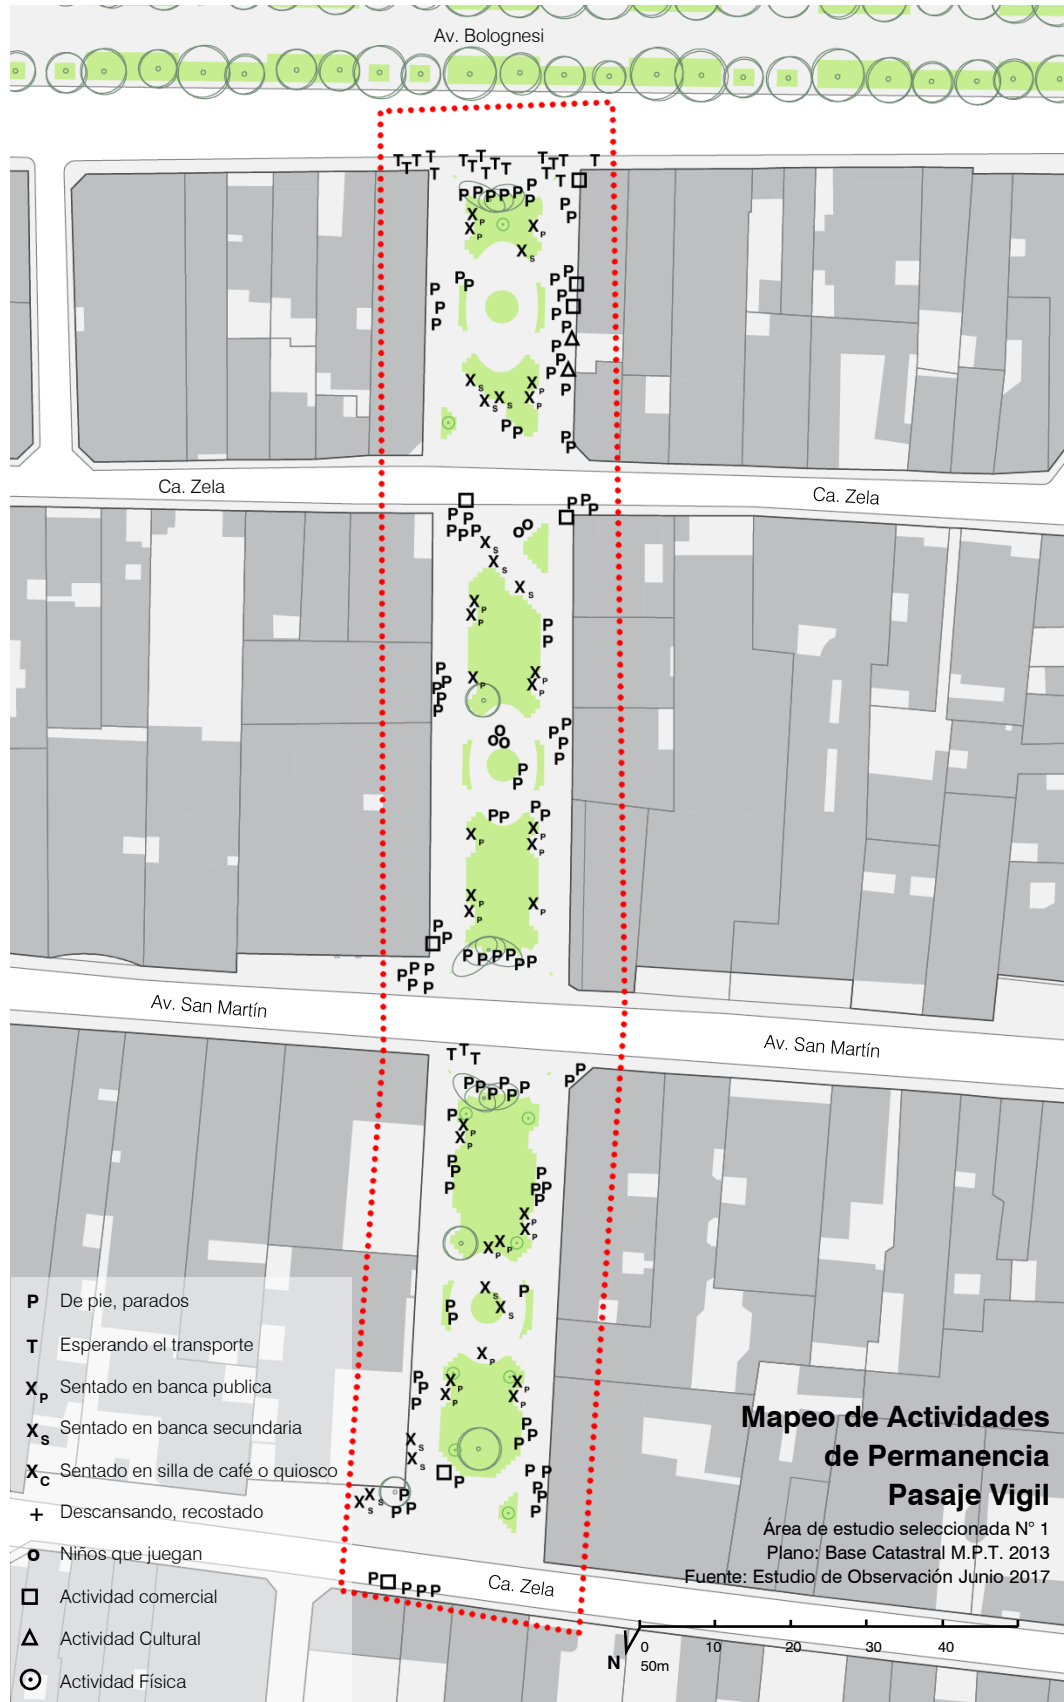 Av. Bolognesi
Ca. Zela
Ca. Zela
Av. San Martín
Av. San Martín
P De pie, parados
T Esperando el transporte
XP Sentado en banca publica
XS Sentado en banca secundaria
XC Sentado en silla de café o quiosco
+ Descansando, recostado
o Niños que juegan
Actividad comercial
Actividad Cultural
Actividad Física
Mapeo de Actividades
de Permanencia
Pasaje Vigil
Área de estudio seleccionada N° 1
Plano: Base Catastral M.P.T. 2013
Fuente: Estudio de Observación Junio 2017
Ca. Zela
N
0 10 20 30 40
50m